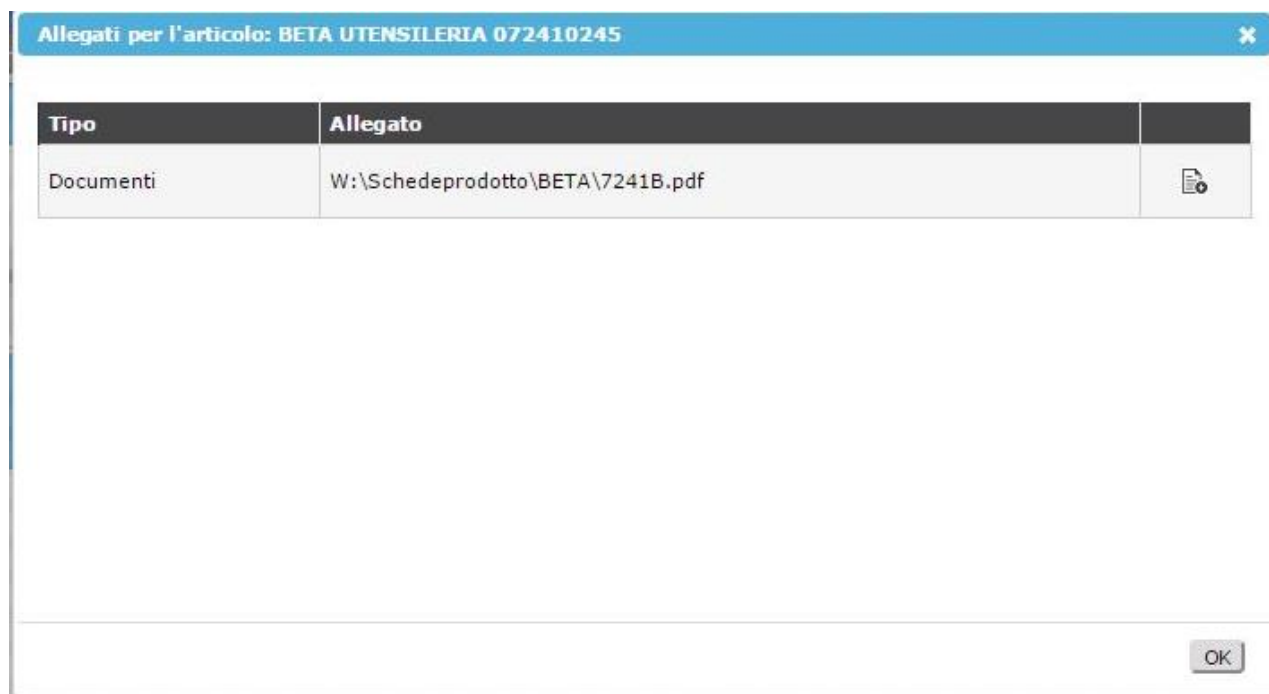 Allegati per l'articolo: BETA UTENSILERIA 072410245
Tipo Allegato
Documenti W:\Schedeprodotto\BETA\7241B.pdf
OK